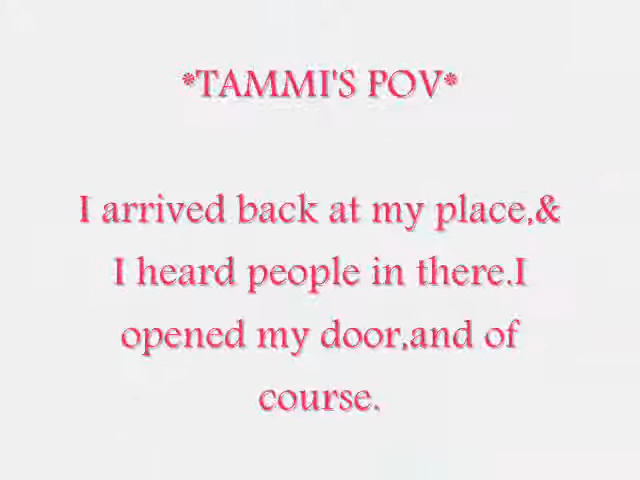 *TAMMI'S POV*
I arrived back at my place,&
I heard people in there.I
opened my door,and of
course.